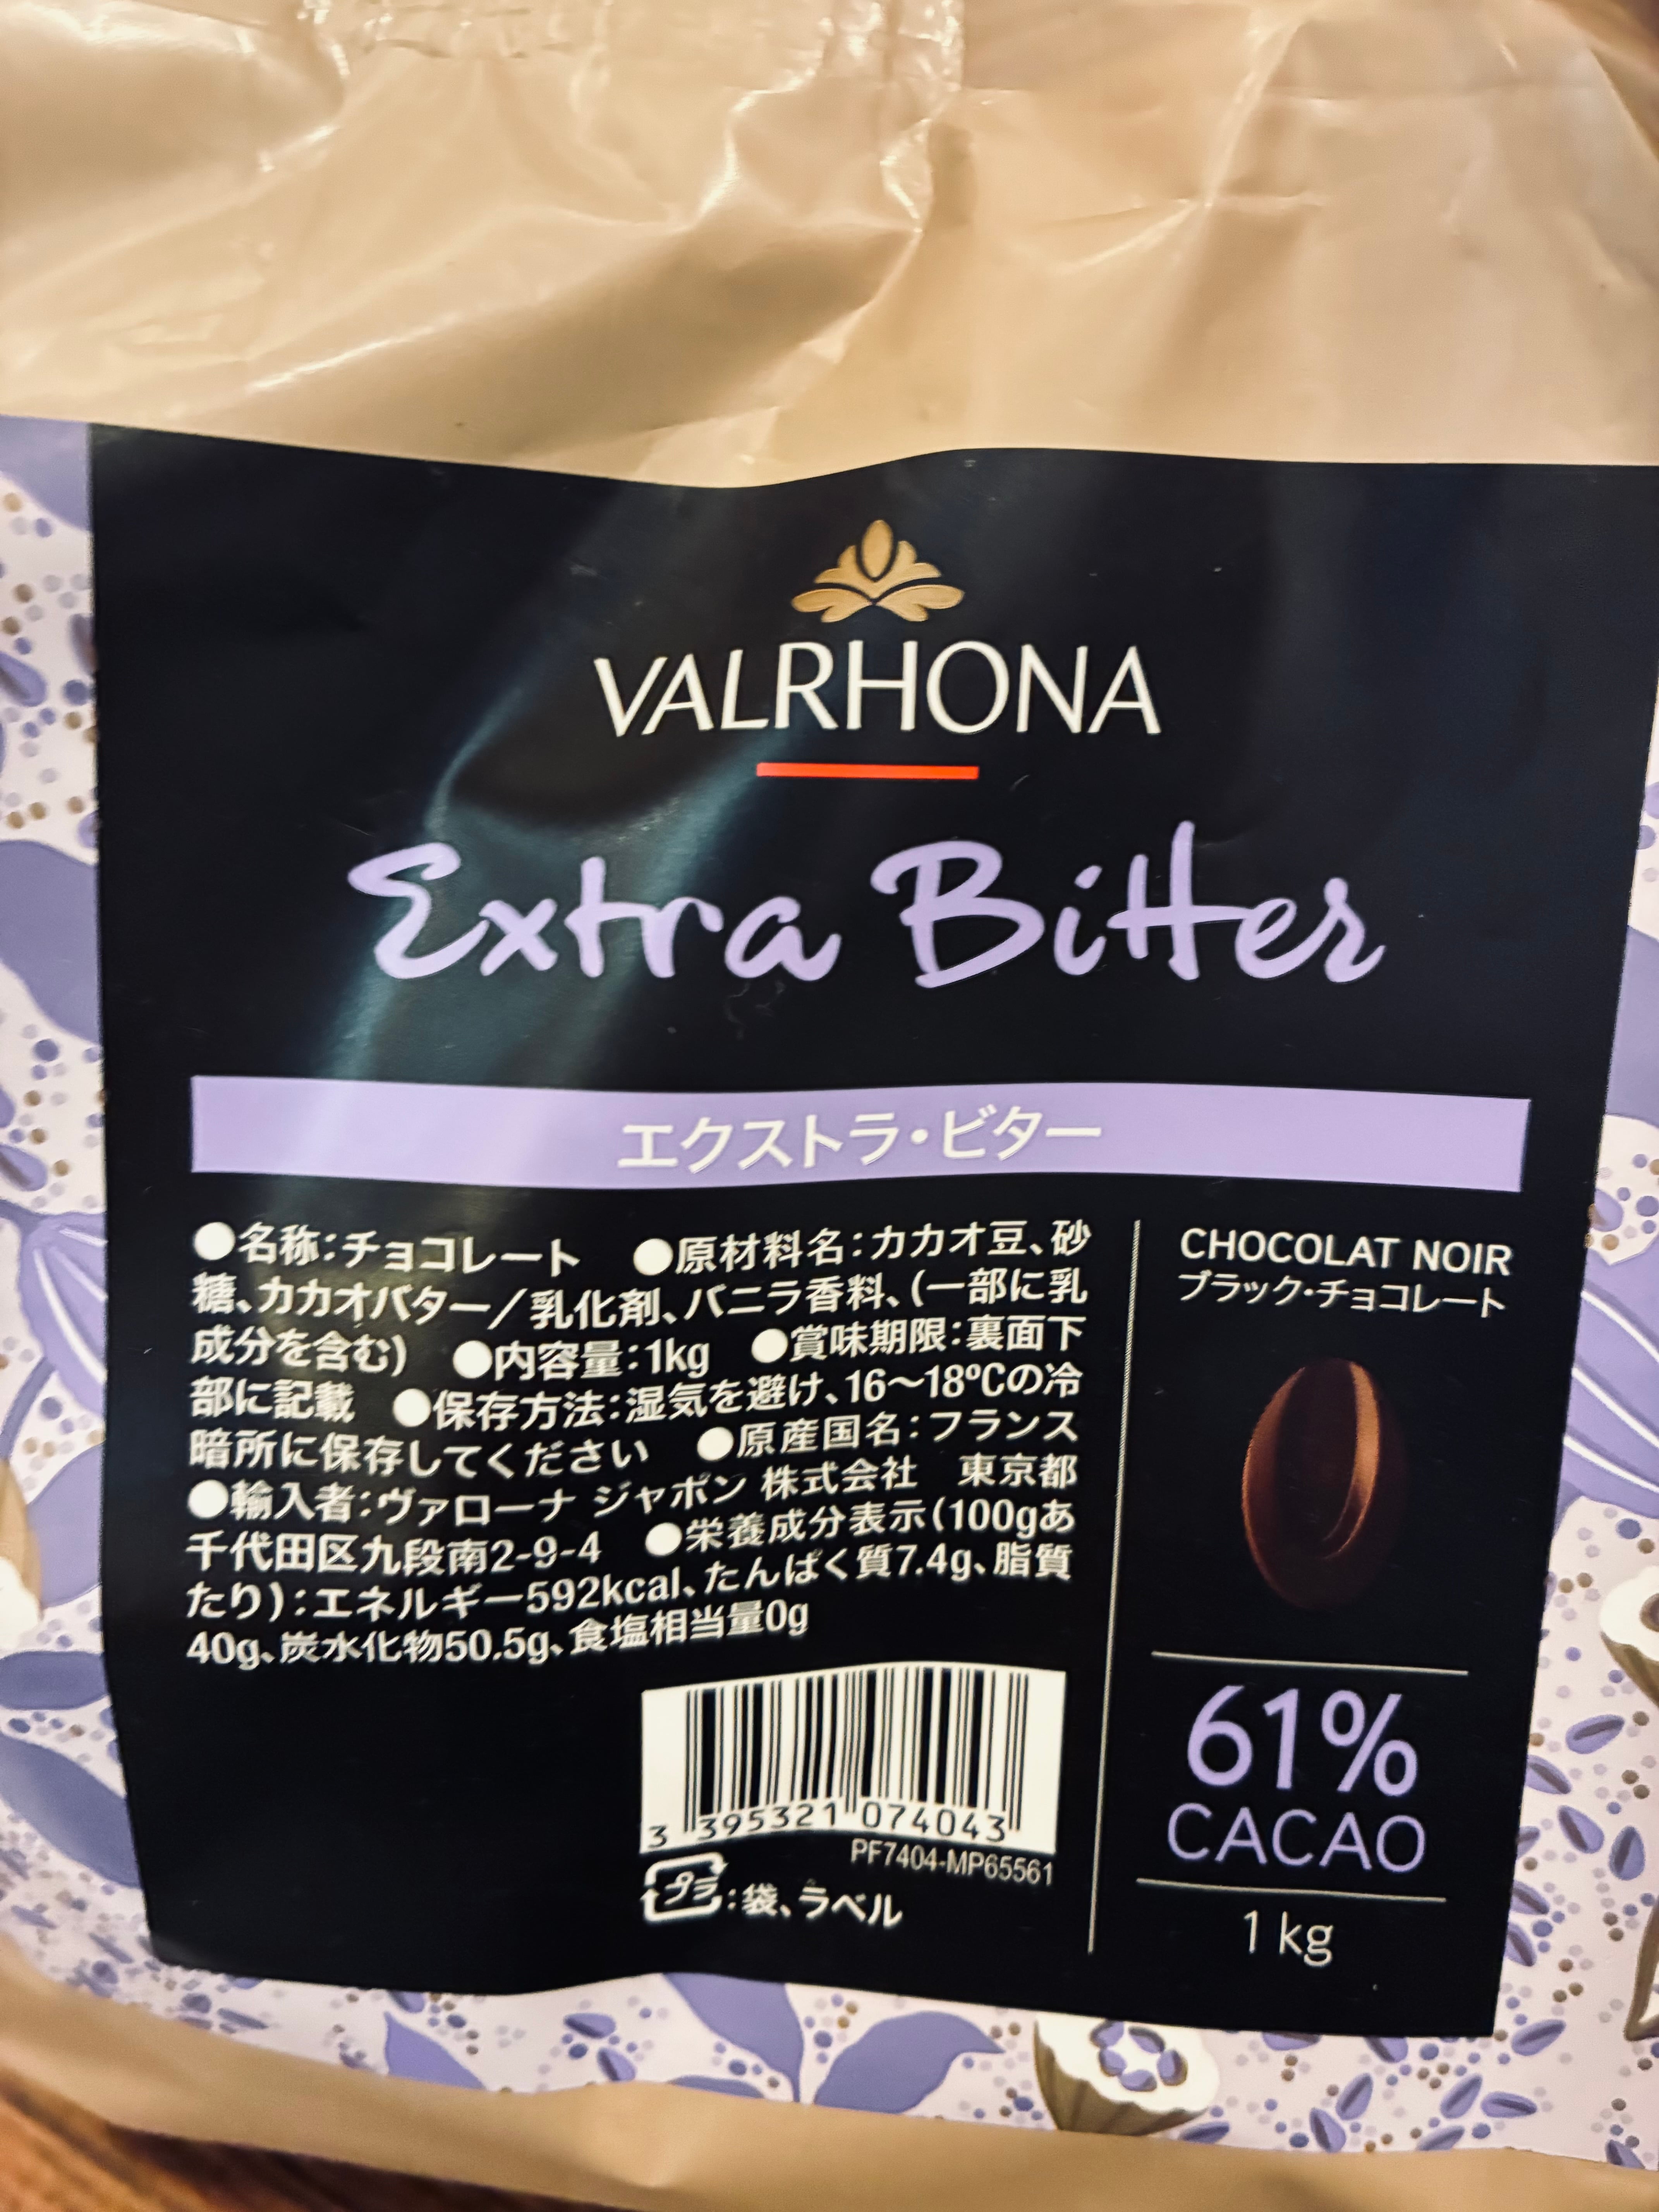 VALRHONA
Extra Bitter
エクストラ・ビター
●名称:チョコレート ●原材料名:カカオ豆、砂
糖、カカオバター/乳化剤、バニラ香料、(一部に乳
成分を含む) ●内容量:1kg ●賞味期限:裏面下
部に記載 ●保存方法:湿気を避け、16～18℃の冷
暗所に保存してください ●原産国名:フランス
●輸入者:ヴァローナ ジャポン 株式会社 東京都
千代田区九段南2-9-4 ●栄養成分表示(100gあ
たり):エネルギー592kcal、たんぱく質7.4g、脂質
40g、炭水化物50.5g、食塩相当量0g
3 395321 074043
PF7404-MP65561
プラ:袋、ラベル
CHOCOLAT NOIR
ブラック・チョコレート
61%
CACAO
1 kg